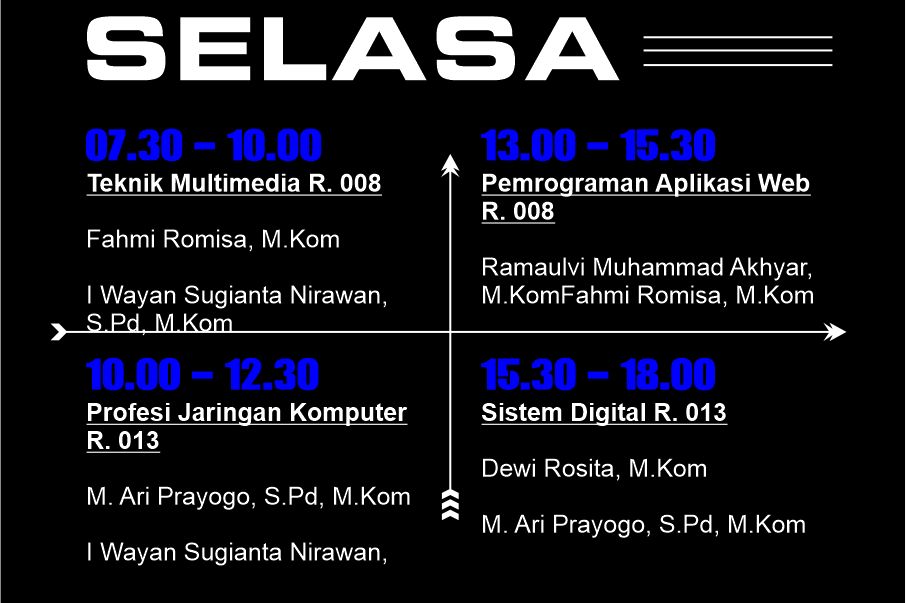 SELASA
07.30 – 10.00
Teknik Multimedia R. 008
Fahmi Romisa, M.Kom
I Wayan Sugianta Nirawan,
S.Pd, M.Kom
13.00 – 15.30
Pemrograman Aplikasi Web
R. 008
Ramaulvi Muhammad Akhyar,
M.KomFahmi Romisa, M.Kom
10.00 – 12.30
Profesi Jaringan Komputer
R. 013
M. Ari Prayogo, S.Pd, M.Kom
I Wayan Sugianta Nirawan,
15.30 – 18.00
Sistem Digital R. 013
Dewi Rosita, M.Kom
M. Ari Prayogo, S.Pd, M.Kom